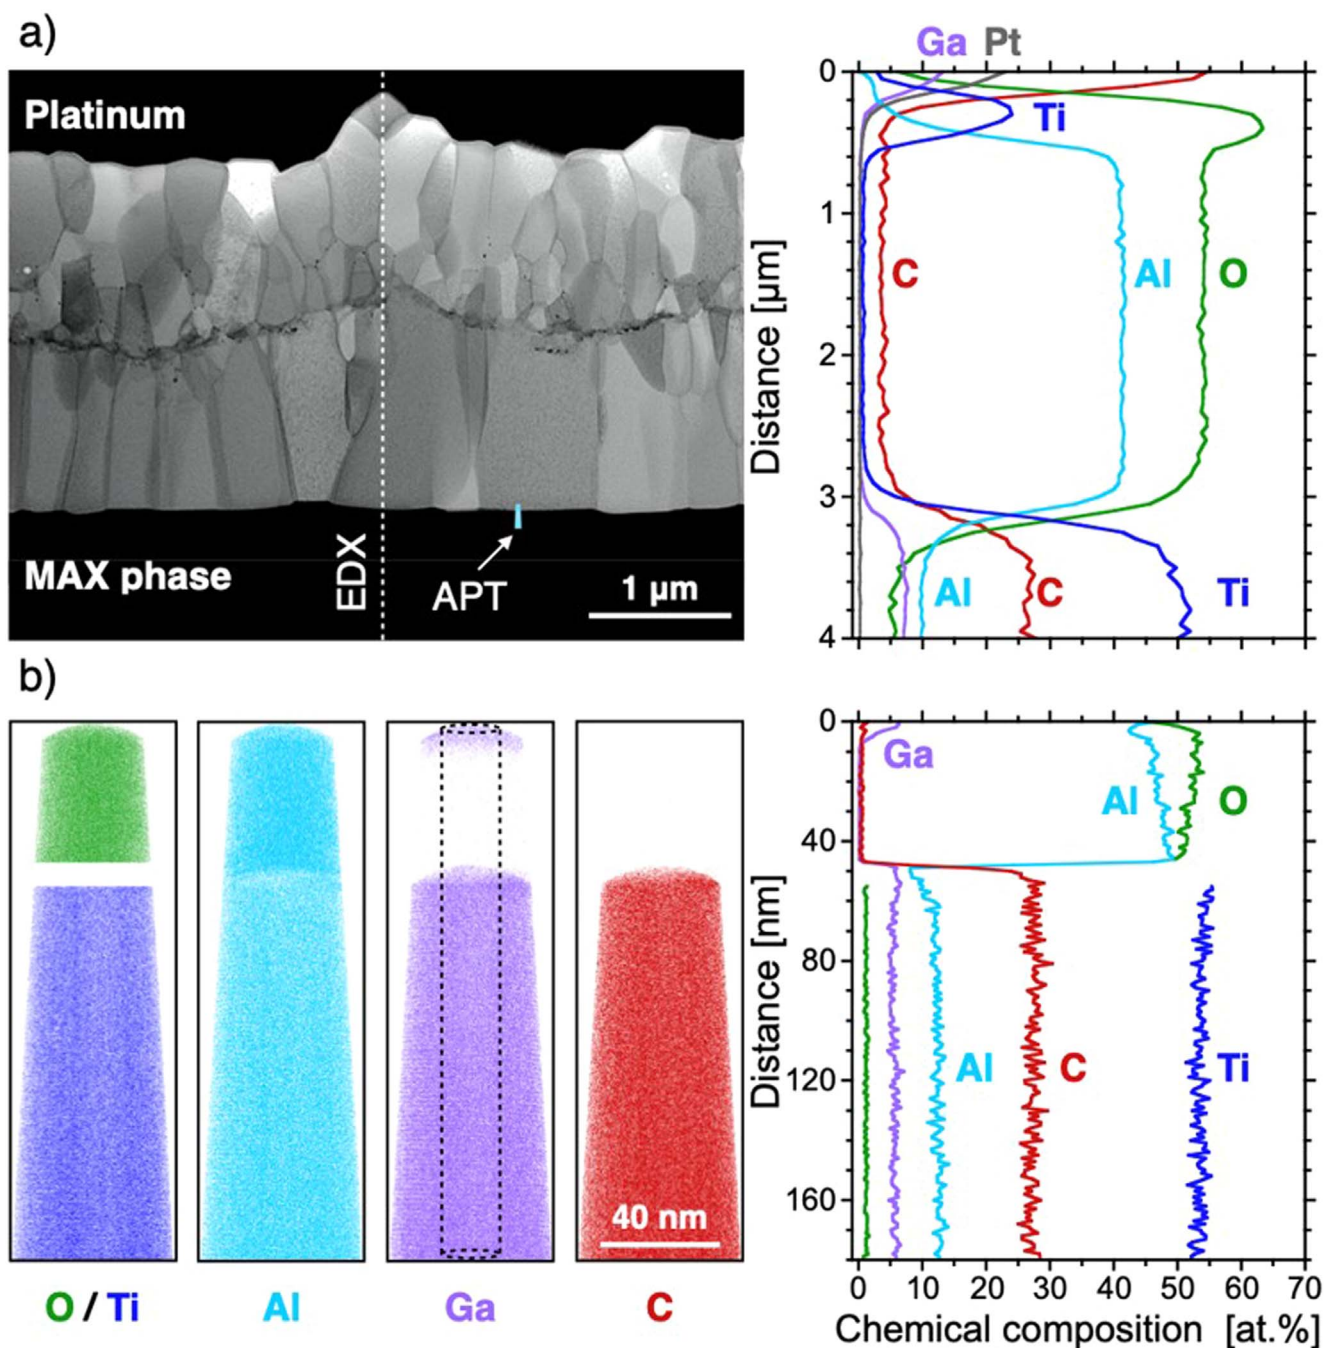 a)
Platinum
MAX phase
EDX
APT
1 µm
Ga Pt
0
1
2
3
4
Distance [µm]
Ti
C
Al
O
Al
C
Ti
b)
40 nm
O / Ti
Al
Ga
C
0
40
80
120
160
Distance [nm]
Ga
Al
O
Al
C
Ti
0 10 20 30 40 50 60 70
Chemical composition [at.%]